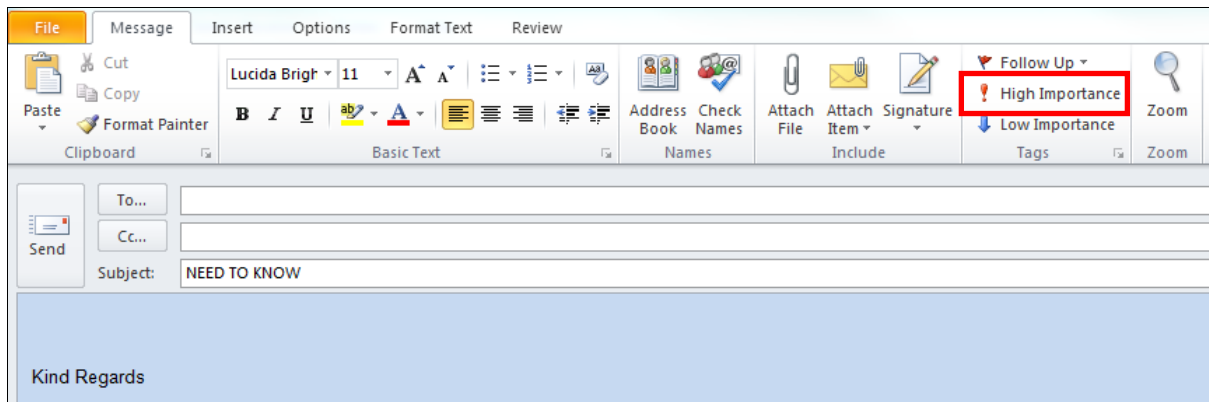 File Message Insert Options Format Text Review
Cut
Copy
Format Painter
Paste
Clipboard
Lucida Brigh 11
B I U
Basic Text
Address Book
Check Names
Names
Attach File
Attach Item
Signature
Include
Follow Up
High Importance
Low Importance
Tags
Zoom
Zoom
Send
To...
Cc...
Subject: NEED TO KNOW
Kind Regards